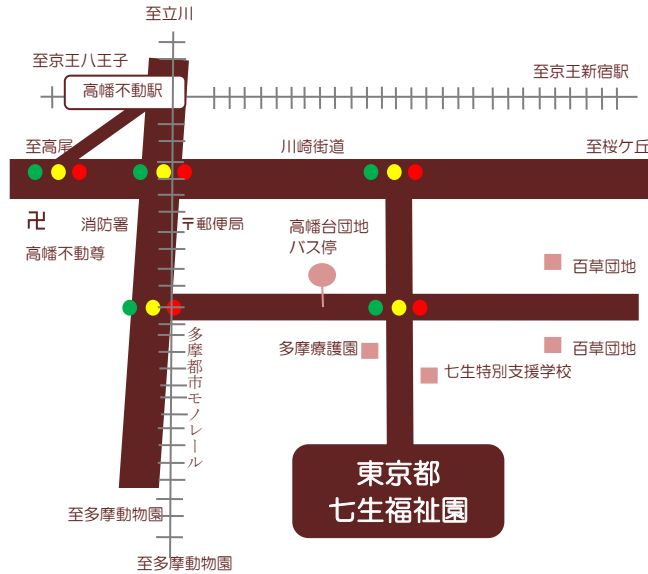 至立川
至京王八王子
至京王新宿駅
高幡不動駅
至高尾
川崎街道
至桜ケ丘
卍
消防署
〒郵便局
高幡不動尊
高幡台団地
バス停
百草団地
多摩都市モノレール
多摩療護園
百草団地
七生特別支援学校
東京都
七生福祉園
至多摩動物園
至多摩動物園